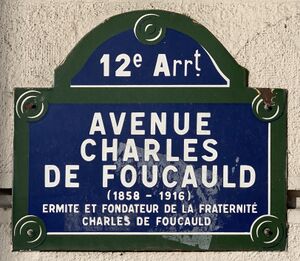 12e Arrt.
AVENUE
CHARLES
DE FOUCAULD
(1858 - 1916)
ERMITE ET FONDATEUR DE LA FRATERNITÉ
CHARLES DE FOUCAULD